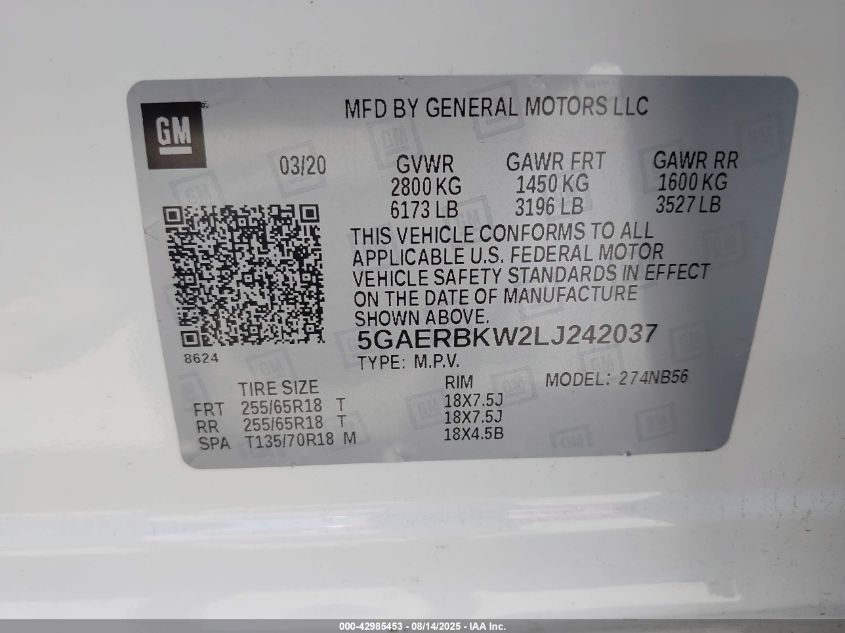 GM
MFD BY GENERAL MOTORS LLC
03/20
GVWR GAWR FRT GAWR RR
2800 KG 1450 KG 1600 KG
6173 LB 3196 LB 3527 LB
THIS VEHICLE CONFORMS TO ALL
APPLICABLE U.S. FEDERAL MOTOR
VEHICLE SAFETY STANDARDS IN EFFECT
ON THE DATE OF MANUFACTURE
SHOWN ABOVE.
5GAERBKW2LJ242037
8624
TYPE: M.P.V.
TIRE SIZE RIM MODEL: 274NB56
FRT 255/65R18 T 18X7.5J
RR 255/65R18 T 18X7.5J
SPA T135/70R18 M 18X4.5B
000-42985453 - 08/14/2025 - IAA Inc.